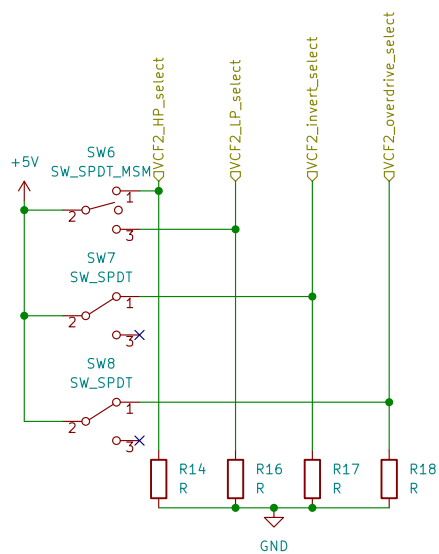 VCF2_HP_select
VCF2_LP_select
VCF2_invert_select
VCF2_overdrive_select
+5V
SW6
SW_SPDT_MSM
1
2
3
SW7
SW_SPDT
1
2
3
SW8
SW_SPDT
1
2
3
R14
R
R16
R
R17
R
R18
R
GND